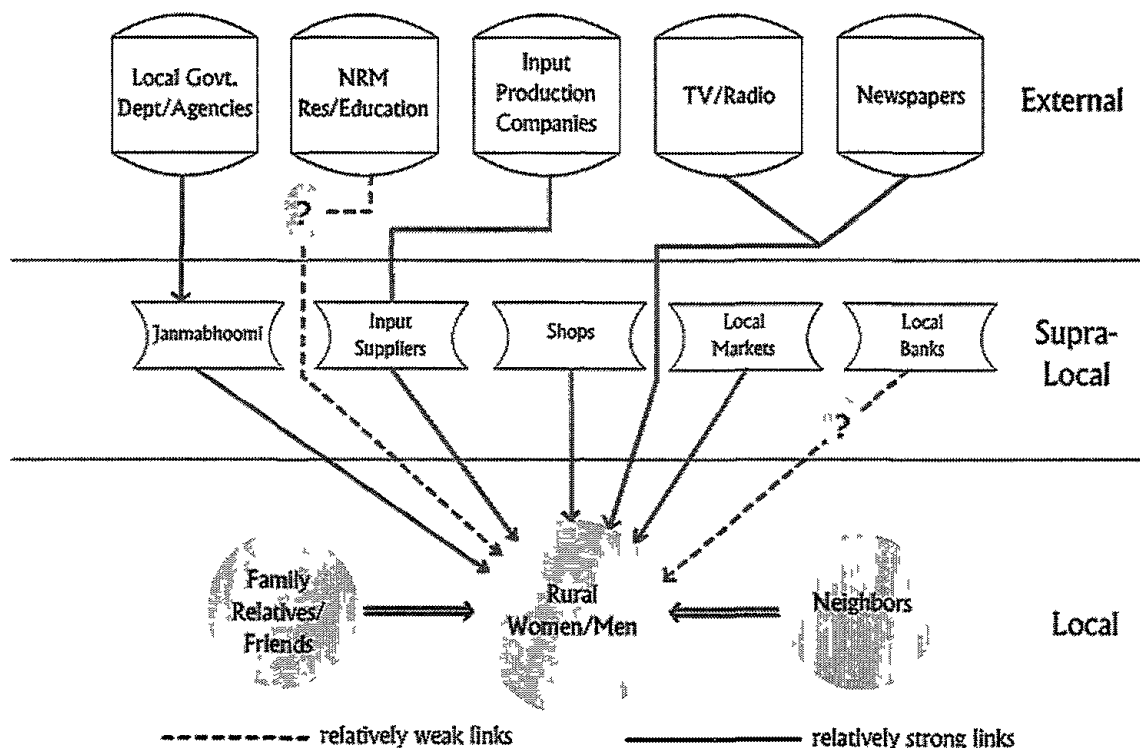 Local Govt.
Dept/Agencies
NRM
Res/Education
Input
Production
Companies
TV/Radio
Newspapers
External
?
Janmabhoomi
Input
Suppliers
Shops
Local
Markets
Local
Banks
Supra-
Local
?
Family
Relatives/
Friends
Rural
Women/Men
Neighbors
Local
relatively weak links
relatively strong links